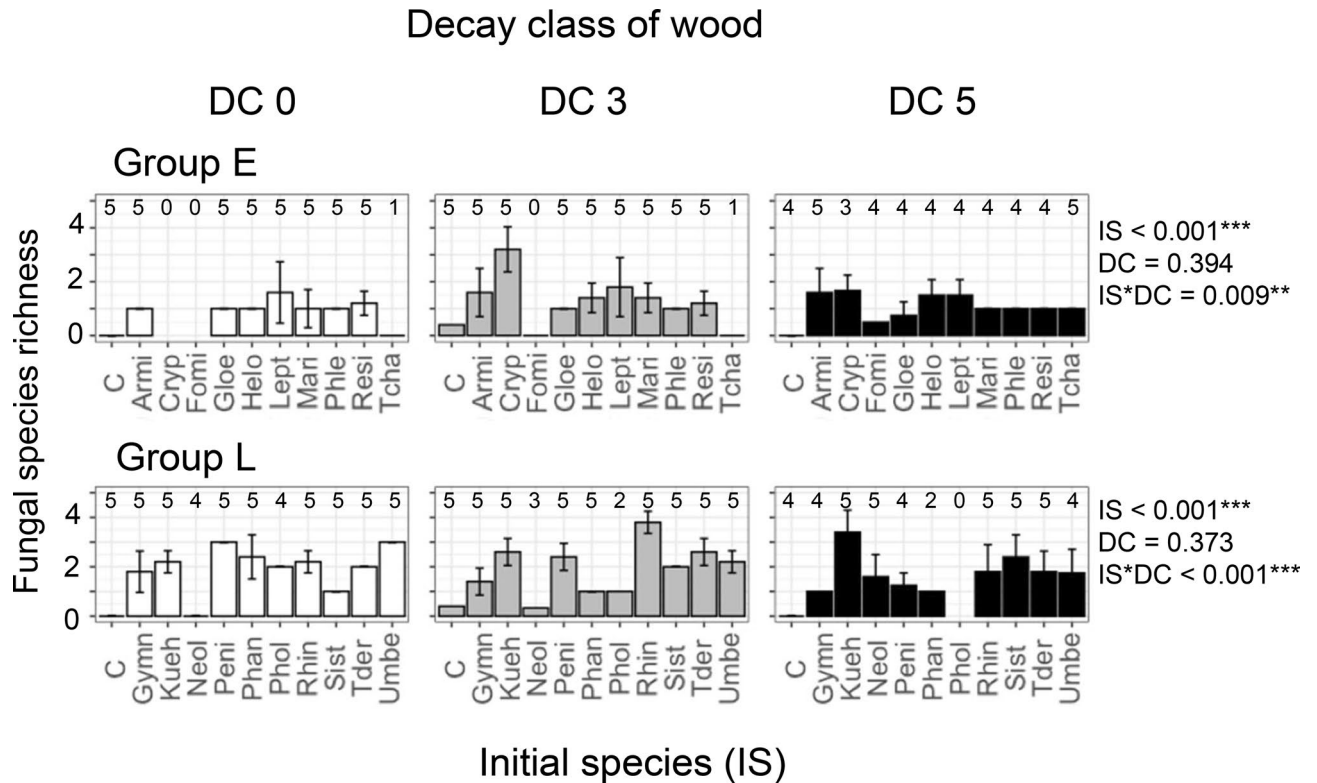 Decay class of wood
DC 0 DC 3 DC 5
Group E
5 5 0 0 5 5 5 5 5 5 1
5 5 5 0 5 5 5 5 5 5 1
4 5 3 4 4 4 4 4 4 4 5
4
2
0
IS < 0.001***
DC = 0.394
IS*DC = 0.009**
C Armi Cryp Fomi Gloe Helo Lept Mari Phle Resi Tcha
C Armi Cryp Fomi Gloe Helo Lept Mari Phle Resi Tcha
C Armi Cryp Fomi Gloe Helo Lept Mari Phle Resi Tcha
Fungal species richness
Group L
5 5 5 4 5 5 4 5 5 5 5
5 5 5 3 5 5 2 5 5 5 5
4 4 5 5 4 2 0 5 5 5 4
4
2
0
IS < 0.001***
DC = 0.373
IS*DC < 0.001***
C Gymn Kueh Neol Peni Phan Phol Rhin Sist Tder Umbe
C Gymn Kueh Neol Peni Phan Phol Rhin Sist Tder Umbe
C Gymn Kueh Neol Peni Phan Phol Rhin Sist Tder Umbe
Initial species (IS)